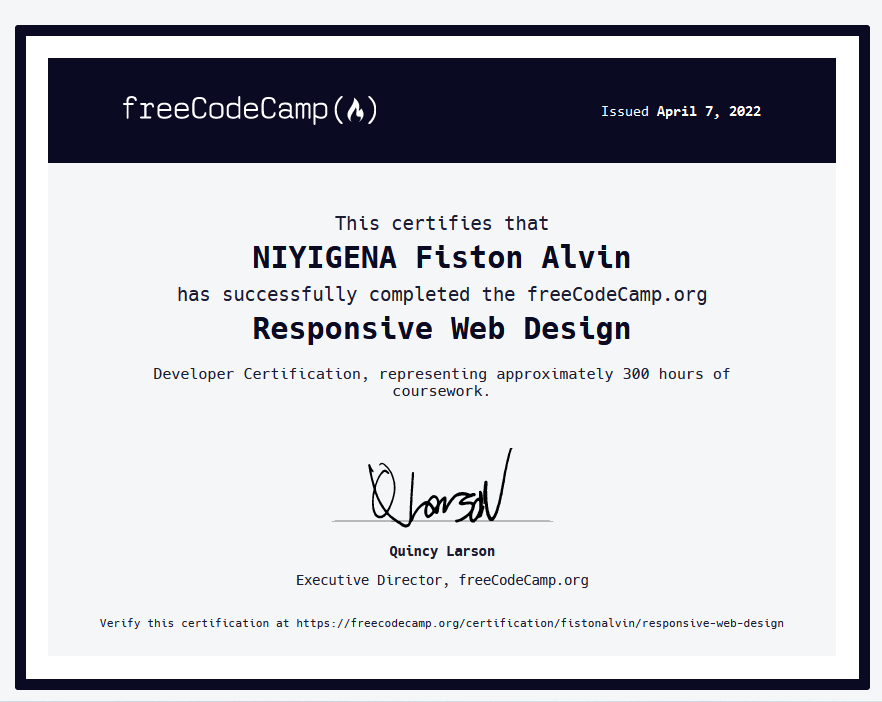 freeCodeCamp
Issued April 7, 2022
This certifies that
NIYIGENA Fiston Alvin
has successfully completed the freeCodeCamp.org
Responsive Web Design
Developer Certification, representing approximately 300 hours of
coursework.
Q Larson
Quincy Larson
Executive Director, freeCodeCamp.org
Verify this certification at https://freecodecamp.org/certification/fistonalvin/responsive-web-design